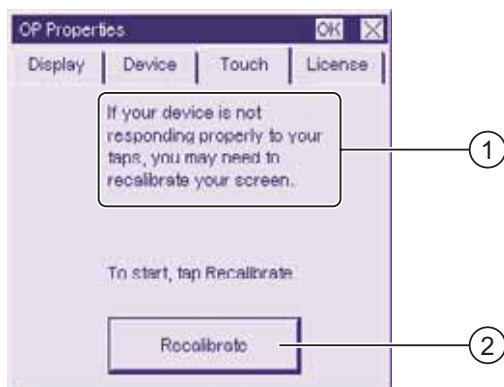 OP Properties OK
Display Device Touch License
If your device is not
responding properly to your
taps, you may need to
recalibrate your screen.
1
To start, tap Recalibrate
Recalibrate
2